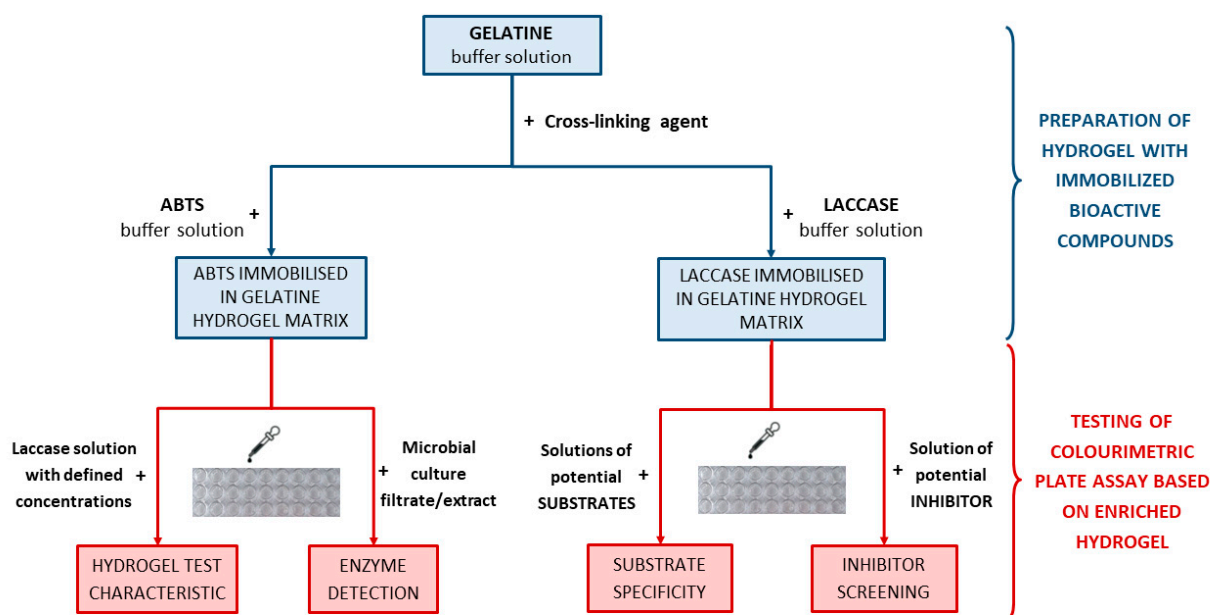 GELATINE
buffer solution
+ Cross-linking agent
PREPARATION OF
HYDROGEL WITH
IMMOBILIZED
BIOACTIVE
COMPOUNDS
ABTS
buffer solution
+
+
LACCASE
buffer solution
ABTS IMMOBILISED
IN GELATINE
HYDROGEL MATRIX
LACCASE IMMOBILISED
IN GELATINE HYDROGEL
MATRIX
Laccase solution
with defined
concentrations
+
+
Microbial
culture
filtrate/extract
Solutions of
potential
SUBSTRATES
+
+
Solution of
potential
INHIBITOR
TESTING OF
COLOURIMETRIC
PLATE ASSAY BASED
ON ENRICHED
HYDROGEL
HYDROGEL TEST
CHARACTERISTIC
ENZYME
DETECTION
SUBSTRATE
SPECIFICITY
INHIBITOR
SCREENING